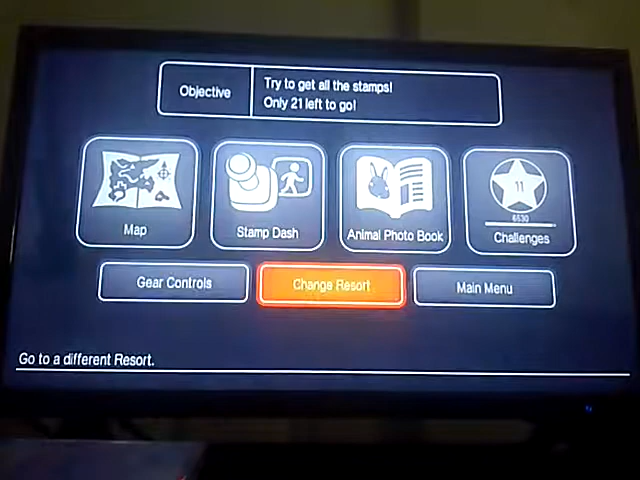 Objective
Try to get all the stamps!
Only 21 left to go!
Map
Stamp Dash
Animal Photo Book
11
6530
Challenges
Gear Controls
Change Resort
Main Menu
Go to a different Resort.